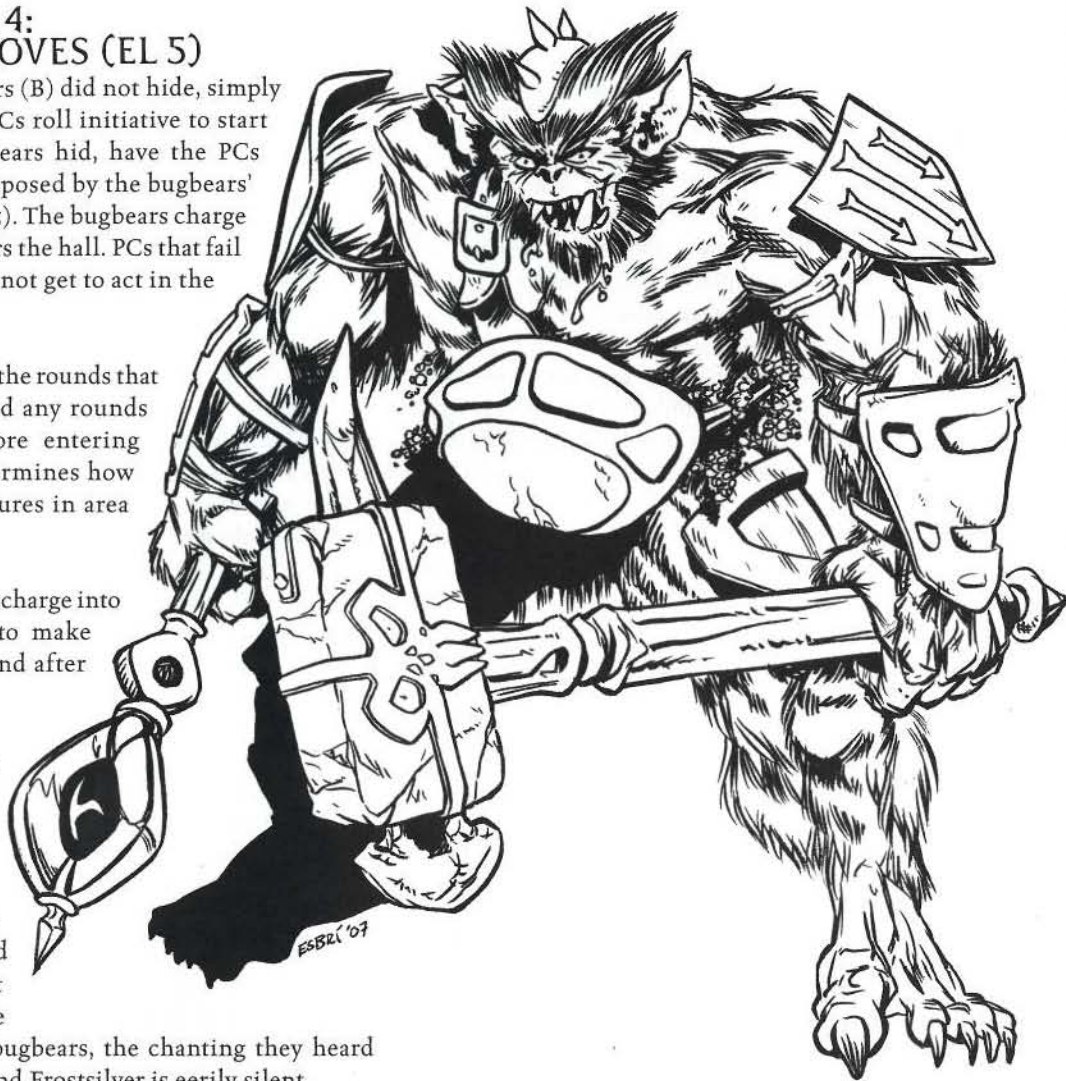 4:
OVES (EL 5)
rs (B) did not hide, simply
Cs roll initiative to start
ears hid, have the PCs
posed by the bugbears'
). The bugbears charge
rs the hall. PCs that fail
not get to act in the
the rounds that
d any rounds
ore entering
ermines how
ures in area
charge into
to make
nd after
d
e
bugbears, the chanting they heard
nd Frostsilver is eerily silent
ESBRÍ '07